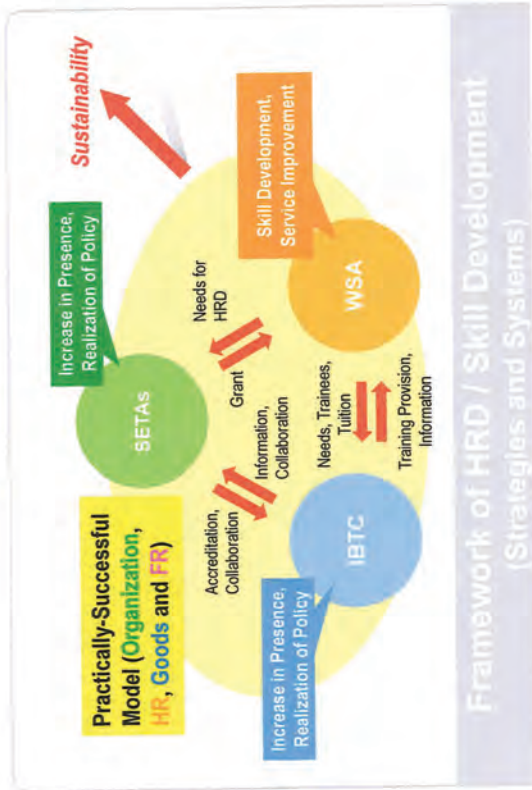 Framework of HRD / Skill Development
(Strategies and Systems)
Practically-Successful
Model (Organization,
HR, Goods and FR)
Increase in Presence,
Realization of Policy
Sustainability
SETAs
Accreditation,
Collaboration
Information,
Collaboration
Grant
Needs for
HRD
Increase in Presence,
Realization of Policy
IBTC
Needs, Trainees,
Tuition
Training Provision,
Information
WSA
Skill Development,
Service Improvement